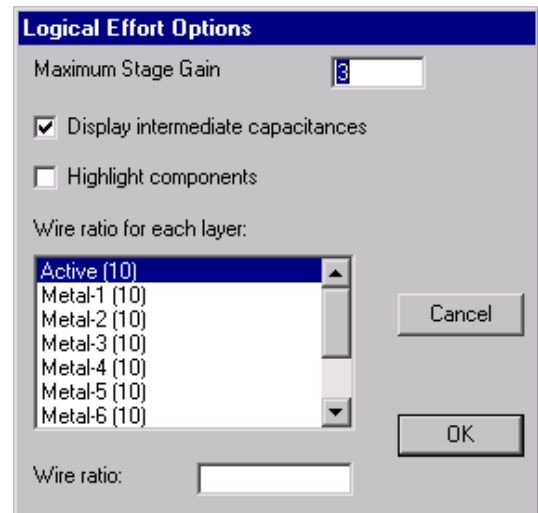 Logical Effort Options
Maximum Stage Gain 3
Display intermediate capacitances
Highlight components
Wire ratio for each layer:
Active (10)
Metal-1 (10)
Metal-2 (10)
Metal-3 (10)
Metal-4 (10)
Metal-5 (10)
Metal-6 (10)
Cancel
OK
Wire ratio: